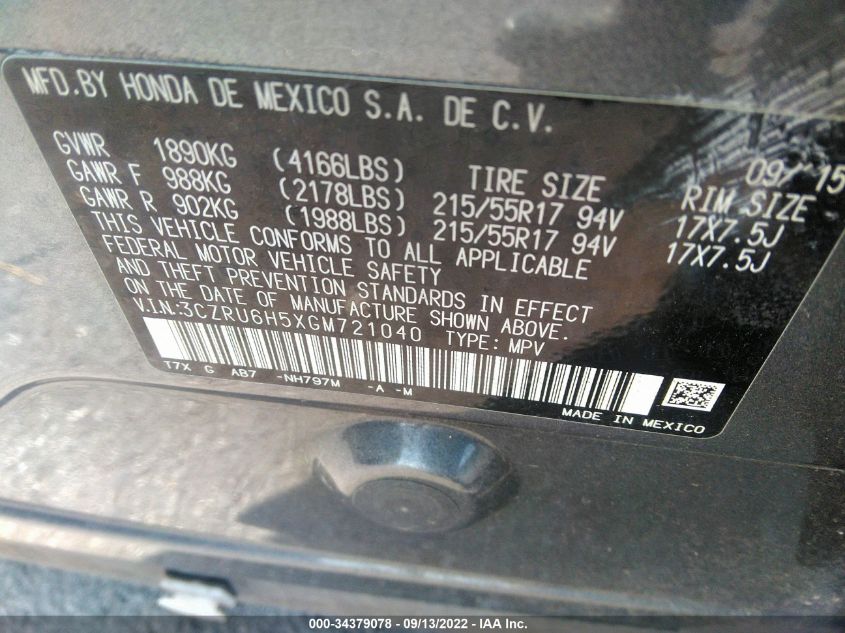 MFD.BY HONDA DE MEXICO S.A. DE C.V.
09/ 15
GVWR 1890KG (4166LBS) TIRE SIZE RIM SIZE
GAWR F 988KG (2178LBS) 215/55R17 94V 17X7.5J
GAWR R 902KG (1988LBS) 215/55R17 94V 17X7.5J
THIS VEHICLE CONFORMS TO ALL APPLICABLE
FEDERAL MOTOR VEHICLE SAFETY
AND THEFT PREVENTION STANDARDS IN EFFECT
ON THE DATE OF MANUFACTURE SHOWN ABOVE.
V.I.N:3CZRU6H5XGM721040 TYPE: MPV
T7X G AB7 -NH797M -A -M
MADE IN MEXICO
000-34379078 - 09/13/2022 - IAA Inc.